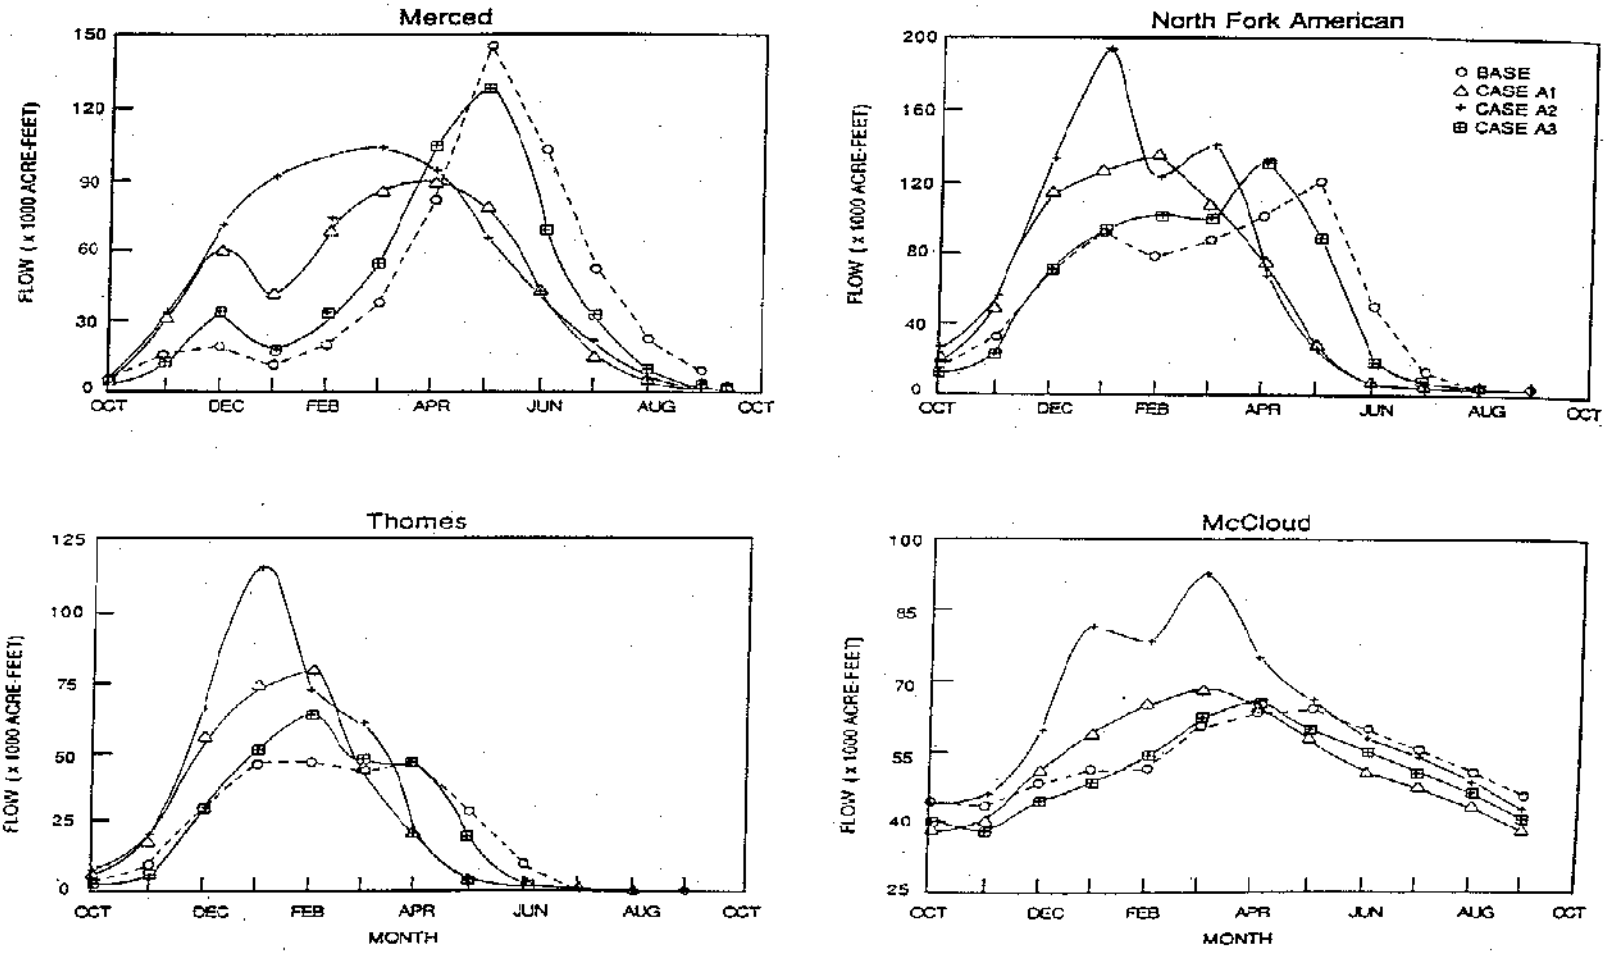 Merced
150
120
90
60
30
0
FLOW ( x 1000 ACRE-FEET)
OCT DEC FEB APR JUN AUG OCT
North Fork American
200
160
120
80
40
0
FLOW ( x 1000 ACRE-FEET)
BASE
CASE A1
CASE A2
CASE A3
OCT DEC FEB APR JUN AUG OCT
Thomes
125
100
75
50
25
0
FLOW ( x 1000 ACRE-FEET)
OCT DEC FEB APR JUN AUG OCT
MONTH
McCloud
100
85
70
55
40
25
FLOW ( x 1000 ACRE-FEET)
OCT DEC FEB APR JUN AUG OCT
MONTH